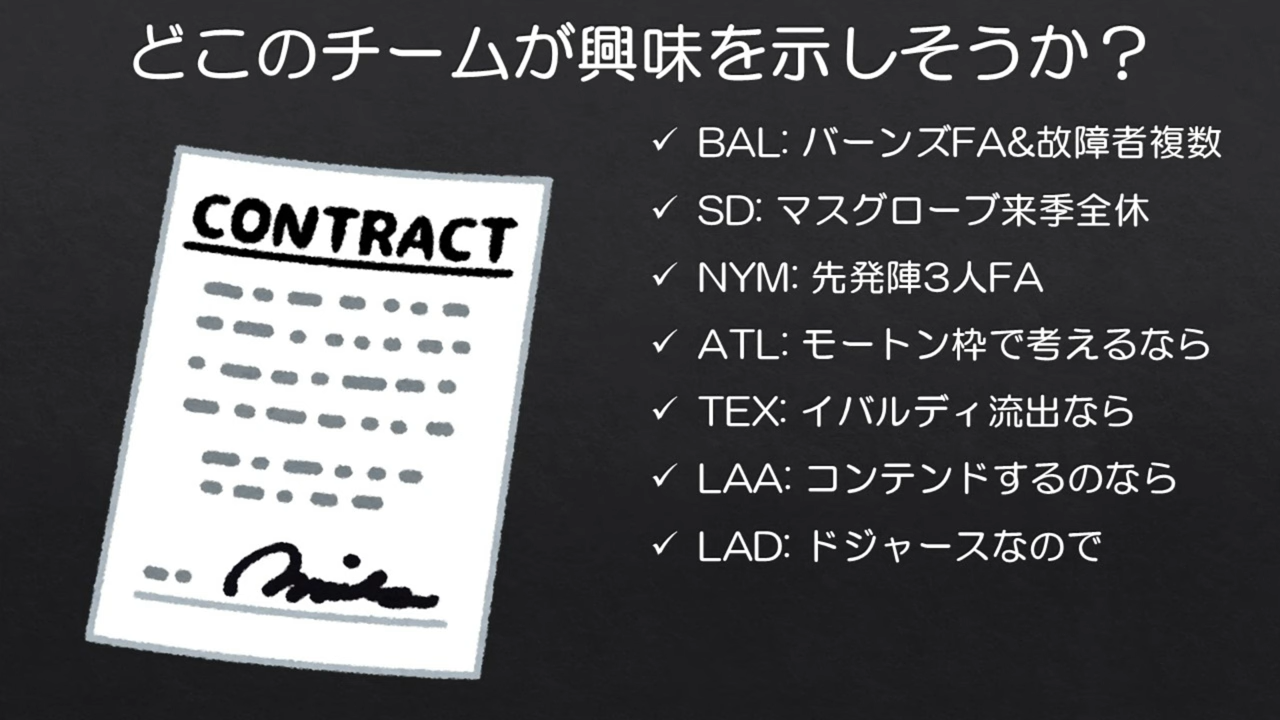 どこのチームが興味を示しそうか？
CONTRACT
✓ BAL: バーンズFA&故障者複数
✓ SD: マスグローブ来季全休
✓ NYM: 先発陣3人FA
✓ ATL: モートン枠で考えるなら
✓ TEX: イバルディ流出なら
✓ LAA: コンテンドするのなら
✓ LAD: ドジャースなので